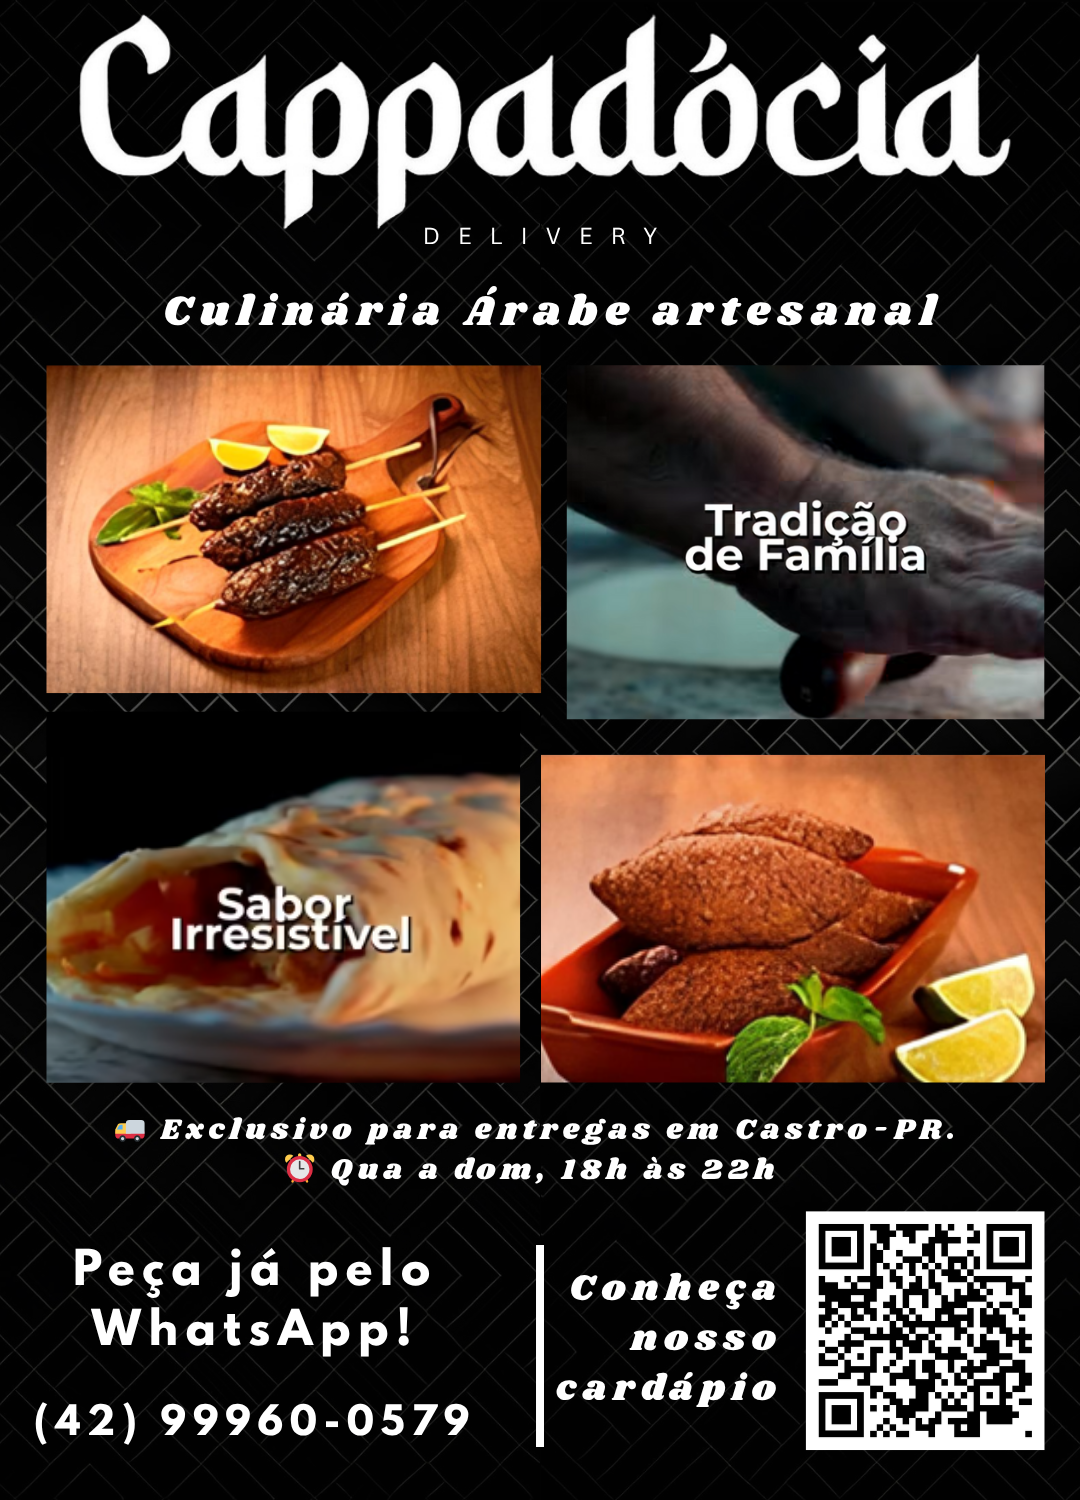 Cappadócia
DELIVERY
Culinária Árabe artesanal
Tradição
de Família
Sabor
Irresistível
Exclusivo para entregas em Castro-PR.
Qua a dom, 18h às 22h
Peça já pelo
WhatsApp!
(42) 99960-0579
Conheça
nosso
cardápio